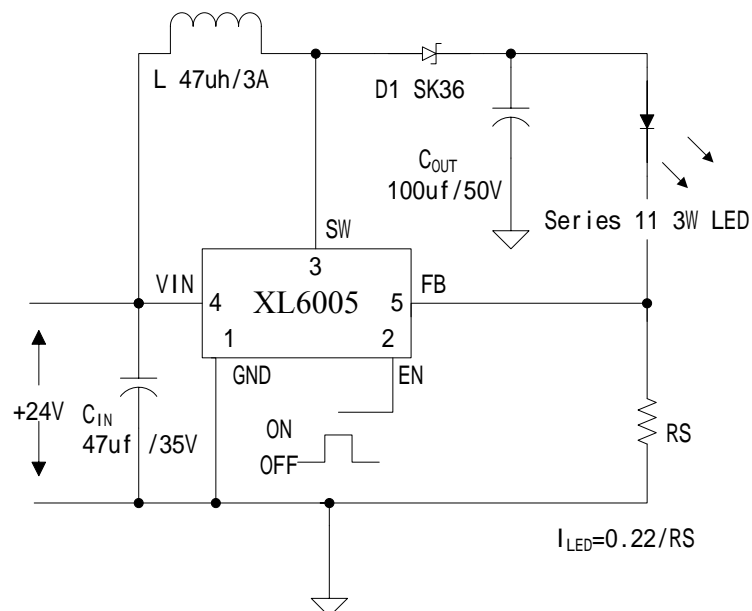 L 47uh/3A
D1 SK36
COUT
100uf/50V
Series 11 3W LED
SW
3
VIN
4
XL6005
5
FB
1
2
GND
EN
+24V
CIN
47uf /35V
ON
OFF
RS
ILED=0.22/RS